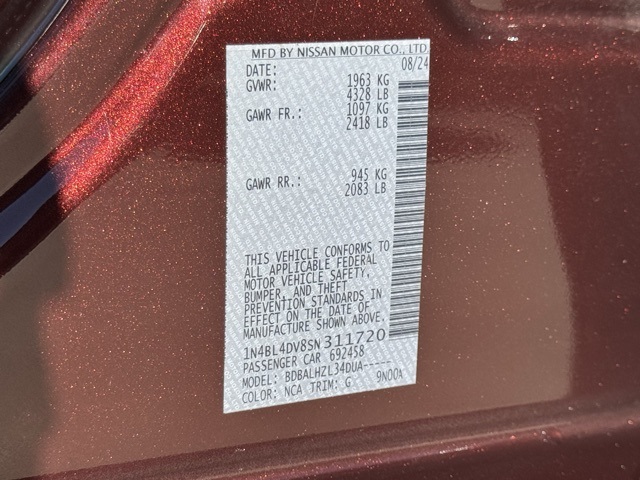 MFD BY NISSAN MOTOR CO., LTD.
DATE: 08/24
GVWR: 1963 KG
4328 LB
GAWR FR.: 1097 KG
2418 LB
GAWR RR.: 945 KG
2083 LB
THIS VEHICLE CONFORMS TO
ALL APPLICABLE FEDERAL
MOTOR VEHICLE SAFETY,
BUMPER, AND THEFT
PREVENTION STANDARDS IN
EFFECT ON THE DATE OF
MANUFACTURE SHOWN ABOVE.
1N4BL4DV8SN311720
PASSENGER CAR 692458
MODEL: BDBALHZL34DUA-----
COLOR: NCA TRIM: G 9N00A